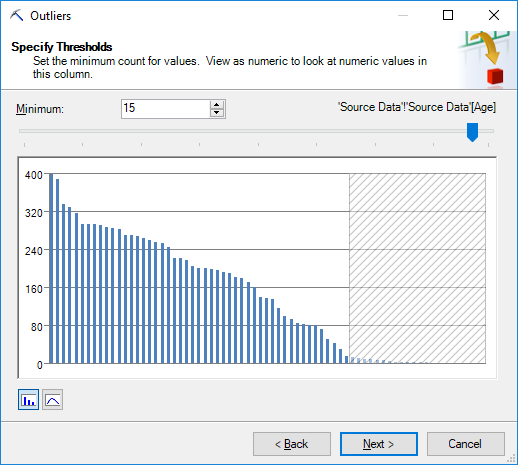 Outliers
Specify Thresholds
Set the minimum count for values. View as numeric to look at numeric values in
this column.
Minimum:
15
'Source Data'!'Source Data'[Age]
400
320
240
160
80
0
< Back
Next >
Cancel